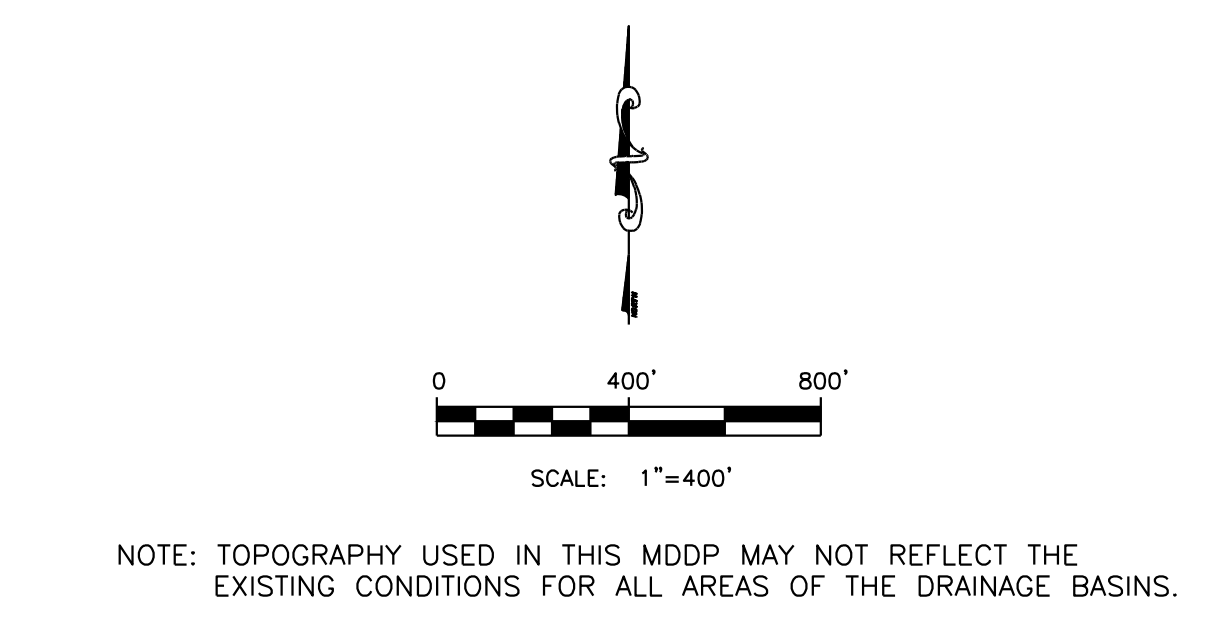 NORTH
0 400' 800'
SCALE: 1"=400'
NOTE: TOPOGRAPHY USED IN THIS MDDP MAY NOT REFLECT THE
EXISTING CONDITIONS FOR ALL AREAS OF THE DRAINAGE BASINS.